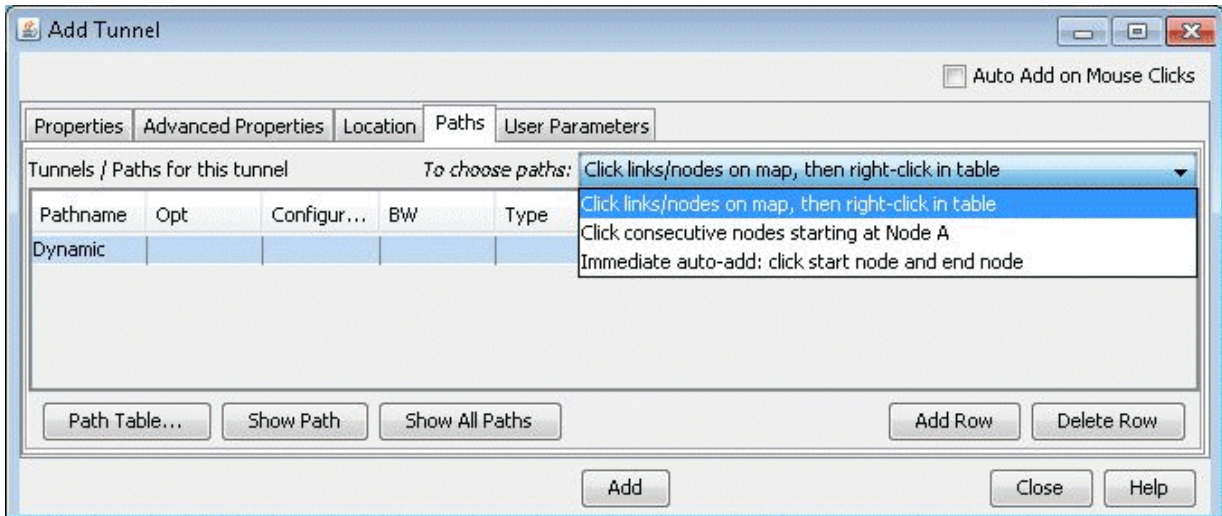 Add Tunnel
Auto Add on Mouse Clicks
Properties Advanced Properties Location Paths User Parameters
Tunnels / Paths for this tunnel To choose paths: Click links/nodes on map, then right-click in table
Pathname Opt Configur... BW Type Click links/nodes on map, then right-click in table
Click consecutive nodes starting at Node A
Dynamic
Immediate auto-add: click start node and end node
Path Table... Show Path Show All Paths Add Row Delete Row
Add Close Help